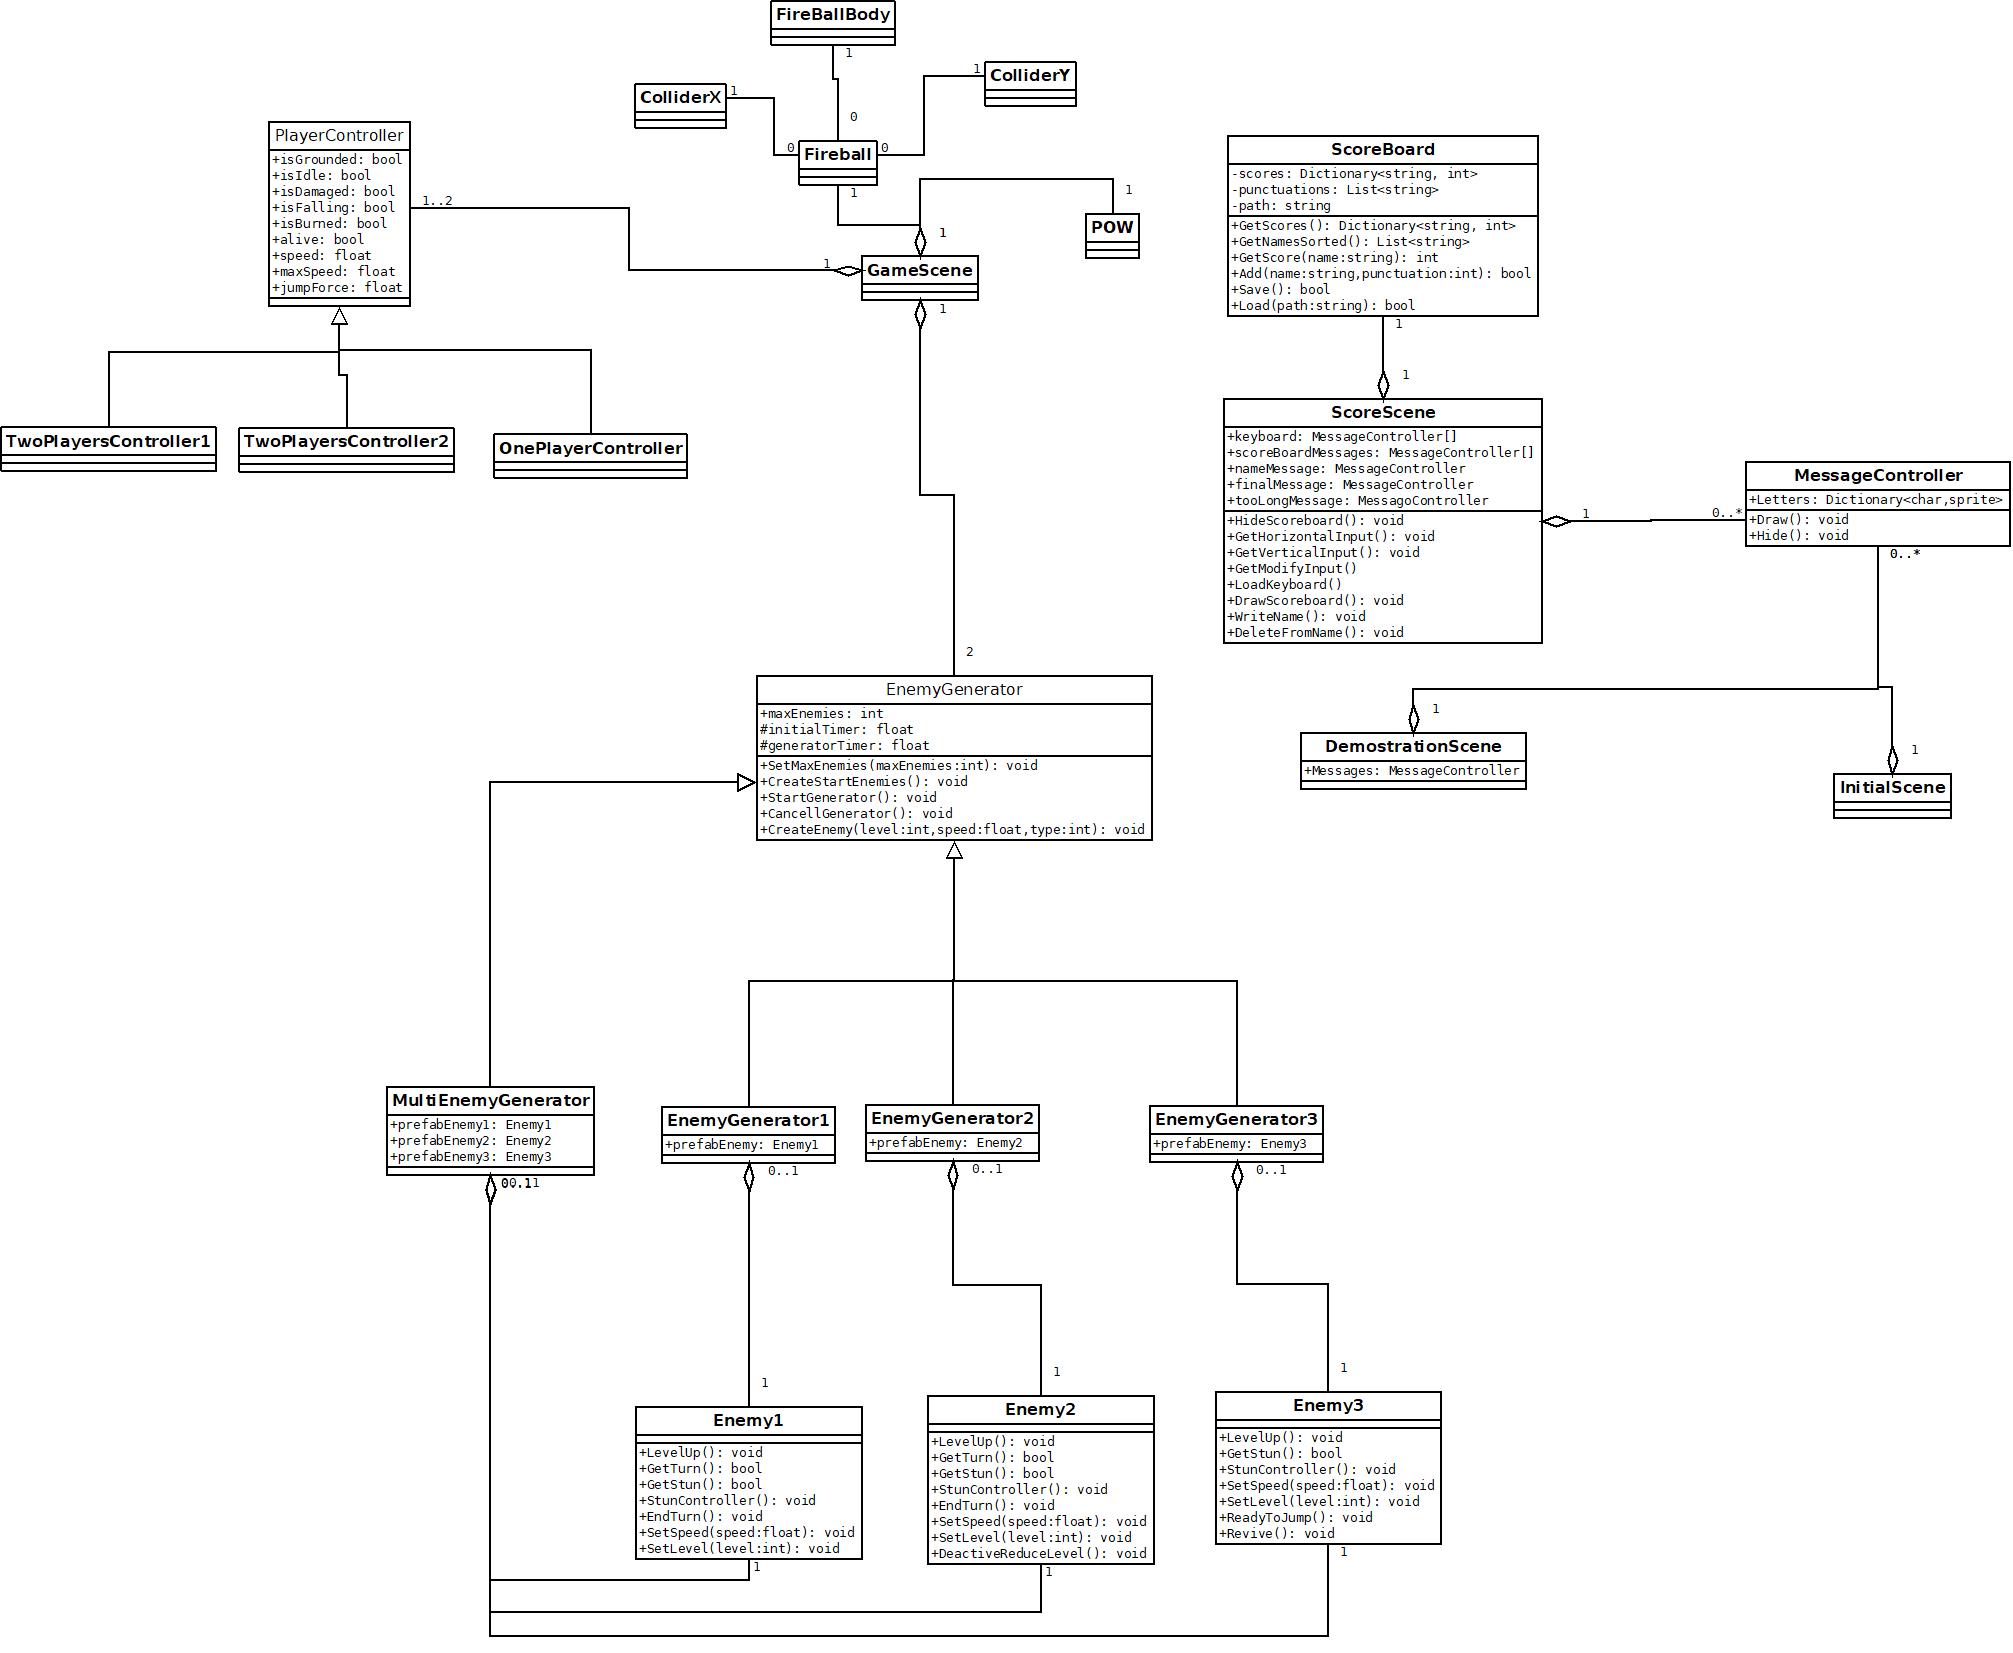 FireBallBody
1
ColliderY
1
ColliderX
1
0
PlayerController
+isGrounded: bool
+isIdle: bool
+isDamaged: bool
+isFalling: bool
+isBurned: bool
+alive: bool
+speed: float
+maxSpeed: float
+jumpForce: float
1..2
Fireball
0
0
1
POW
1
1
1
GameScene
1
ScoreBoard
-scores: Dictionary<string, int>
-punctuations: List<string>
-path: string
+GetScores(): Dictionary<string, int>
+GetNamesSorted(): List<string>
+GetScore(name:string): int
+Add(name:string,punctuation:int): bool
+Save(): bool
+Load(path:string): bool
1
1
TwoPlayersController1
TwoPlayersController2
OnePlayerController
ScoreScene
+keyboard: MessageController[]
+scoreBoardMessages: MessageController[]
+nameMessage: MessageController
+finalMessage: MessageController
+tooLongMessage: MessagoController
+HideScoreboard(): void
+GetHorizontalInput(): void
+GetVerticalInput(): void
+GetModifyInput()
+LoadKeyboard()
+DrawScoreboard(): void
+WriteName(): void
+DeleteFromName(): void
1
0..*
MessageController
+Letters: Dictionary<char,sprite>
+Draw(): void
+Hide(): void
0..*
2
EnemyGenerator
+maxEnemies: int
#initialTimer: float
#generatorTimer: float
+SetMaxEnemies(maxEnemies:int): void
+CreateStartEnemies(): void
+StartGenerator(): void
+CancellGenerator(): void
+CreateEnemy(level:int,speed:float,type:int): void
1
DemostrationScene
+Messages: MessageController
1
InitialScene
MultiEnemyGenerator
+prefabEnemy1: Enemy1
+prefabEnemy2: Enemy2
+prefabEnemy3: Enemy3
EnemyGenerator1
+prefabEnemy: Enemy1
0..1
EnemyGenerator2
+prefabEnemy: Enemy2
0..1
EnemyGenerator3
+prefabEnemy: Enemy3
0..1
1
Enemy1
+LevelUp(): void
+GetTurn(): bool
+GetStun(): bool
+StunController(): void
+EndTurn(): void
+SetSpeed(speed:float): void
+SetLevel(level:int): void
1
1
Enemy2
+LevelUp(): void
+GetTurn(): bool
+GetStun(): bool
+StunController(): void
+EndTurn(): void
+SetSpeed(speed:float): void
+SetLevel(level:int): void
+DeactiveReduceLevel(): void
1
1
Enemy3
+LevelUp(): void
+GetStun(): bool
+StunController(): void
+SetSpeed(speed:float): void
+SetLevel(level:int): void
+ReadyToJump(): void
+Revive(): void
1